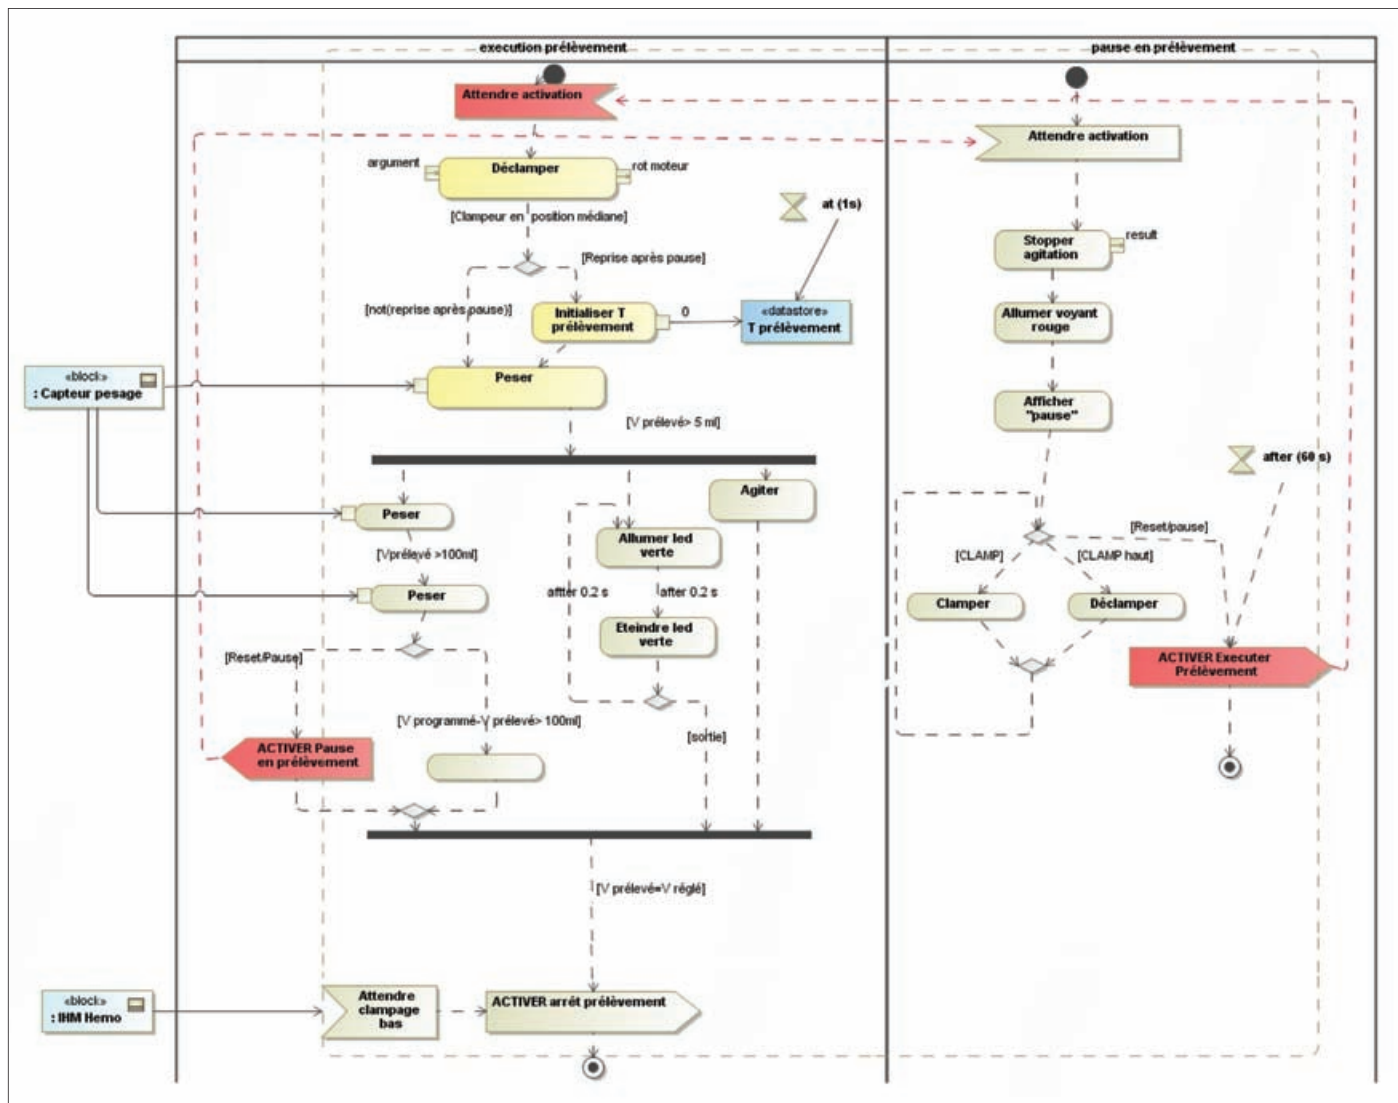 execution prélèvement
pause en prélèvement
Attendre activation
Attendre activation
argument
Déclamper
rot moteur
[Clampeur en position médiane]
at (1s)
[Reprise après pause]
[not(reprise après pause)]
Initialiser T
prélèvement
0
«datastore»
T prélèvement
Stopper
agitation
result
Allumer voyant
rouge
Afficher
"pause"
«block»
: Capteur pesage
Peser
[V prélevé> 5 ml]
after (60 s)
Peser
Agiter
[Vprélevé >100ml]
Allumer led
verte
Peser
aftter 0.2 s
after 0.2 s
Eteindre led
verte
[Reset/pause]
[CLAMP]
[CLAMP haut]
Clamper
Déclamper
[Reset/Pause]
ACTIVER Executer
Prélèvement
[V programmé-V prélevé> 100ml]
[sortie]
ACTIVER Pause
en prélèvement
[V prélevé=V réglé]
«block»
: IHM Hemo
Attendre
clampage
bas
ACTIVER arrét prélèvement